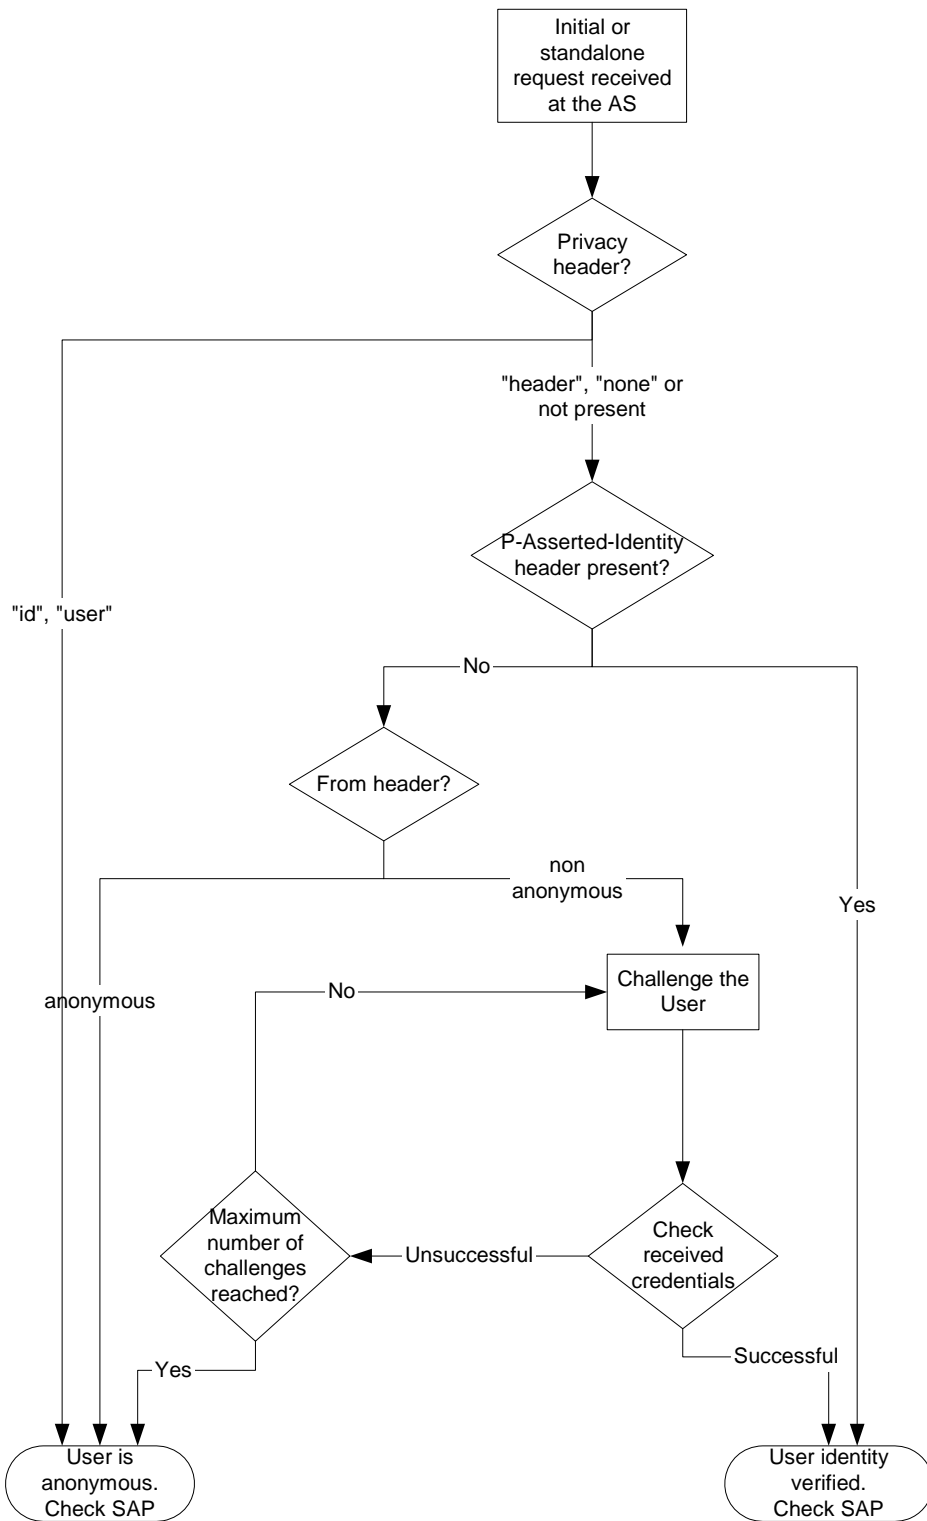 Initial or
standalone
request received
at the AS
Privacy
header?
"header", "none" or
not present
P-Asserted-Identity
header present?
"id", "user"
No
From header?
non
anonymous
Yes
anonymous
No
Challenge the
User
Maximum
number of
challenges
reached?
Unsuccessful
Check
received
credentials
Yes
Successful
User is
anonymous.
Check SAP
User identity
verified.
Check SAP